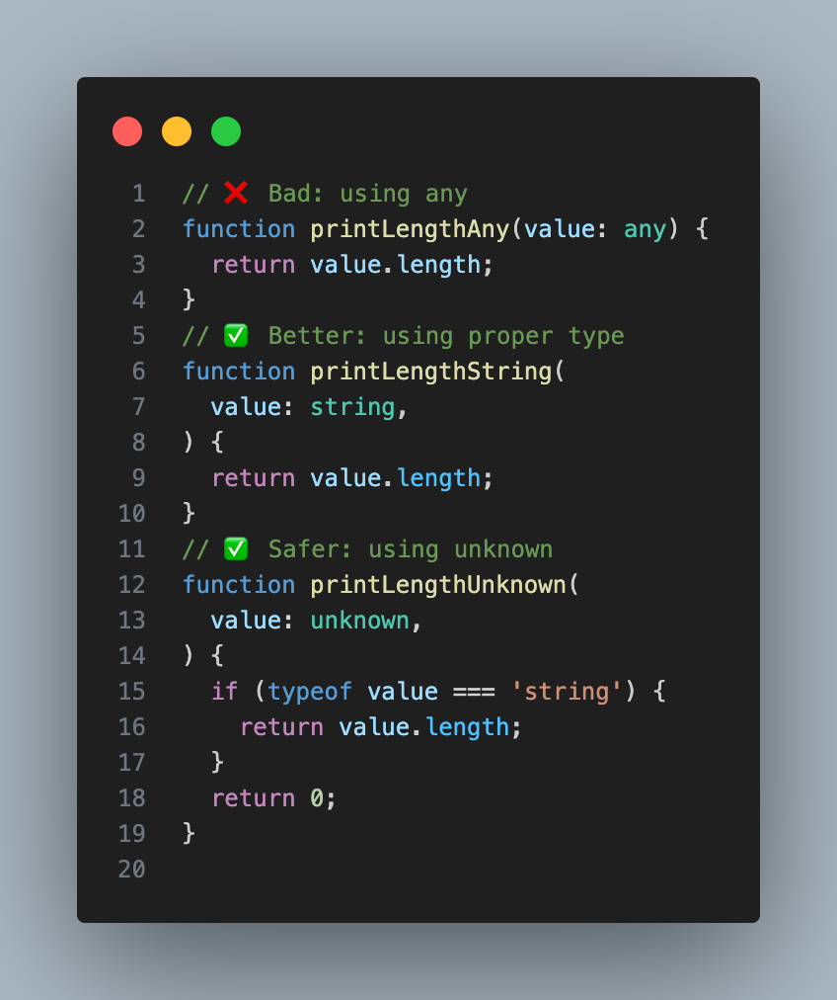 1 // ❌ Bad: using any
2 function printLengthAny(value: any) {
3   return value.length;
4 }
5 // ✅ Better: using proper type
6 function printLengthString(
7   value: string,
8 ) {
9   return value.length;
10 }
11 // ✅ Safer: using unknown
12 function printLengthUnknown(
13   value: unknown,
14 ) {
15   if (typeof value === 'string') {
16     return value.length;
17   }
18   return 0;
19 }
20